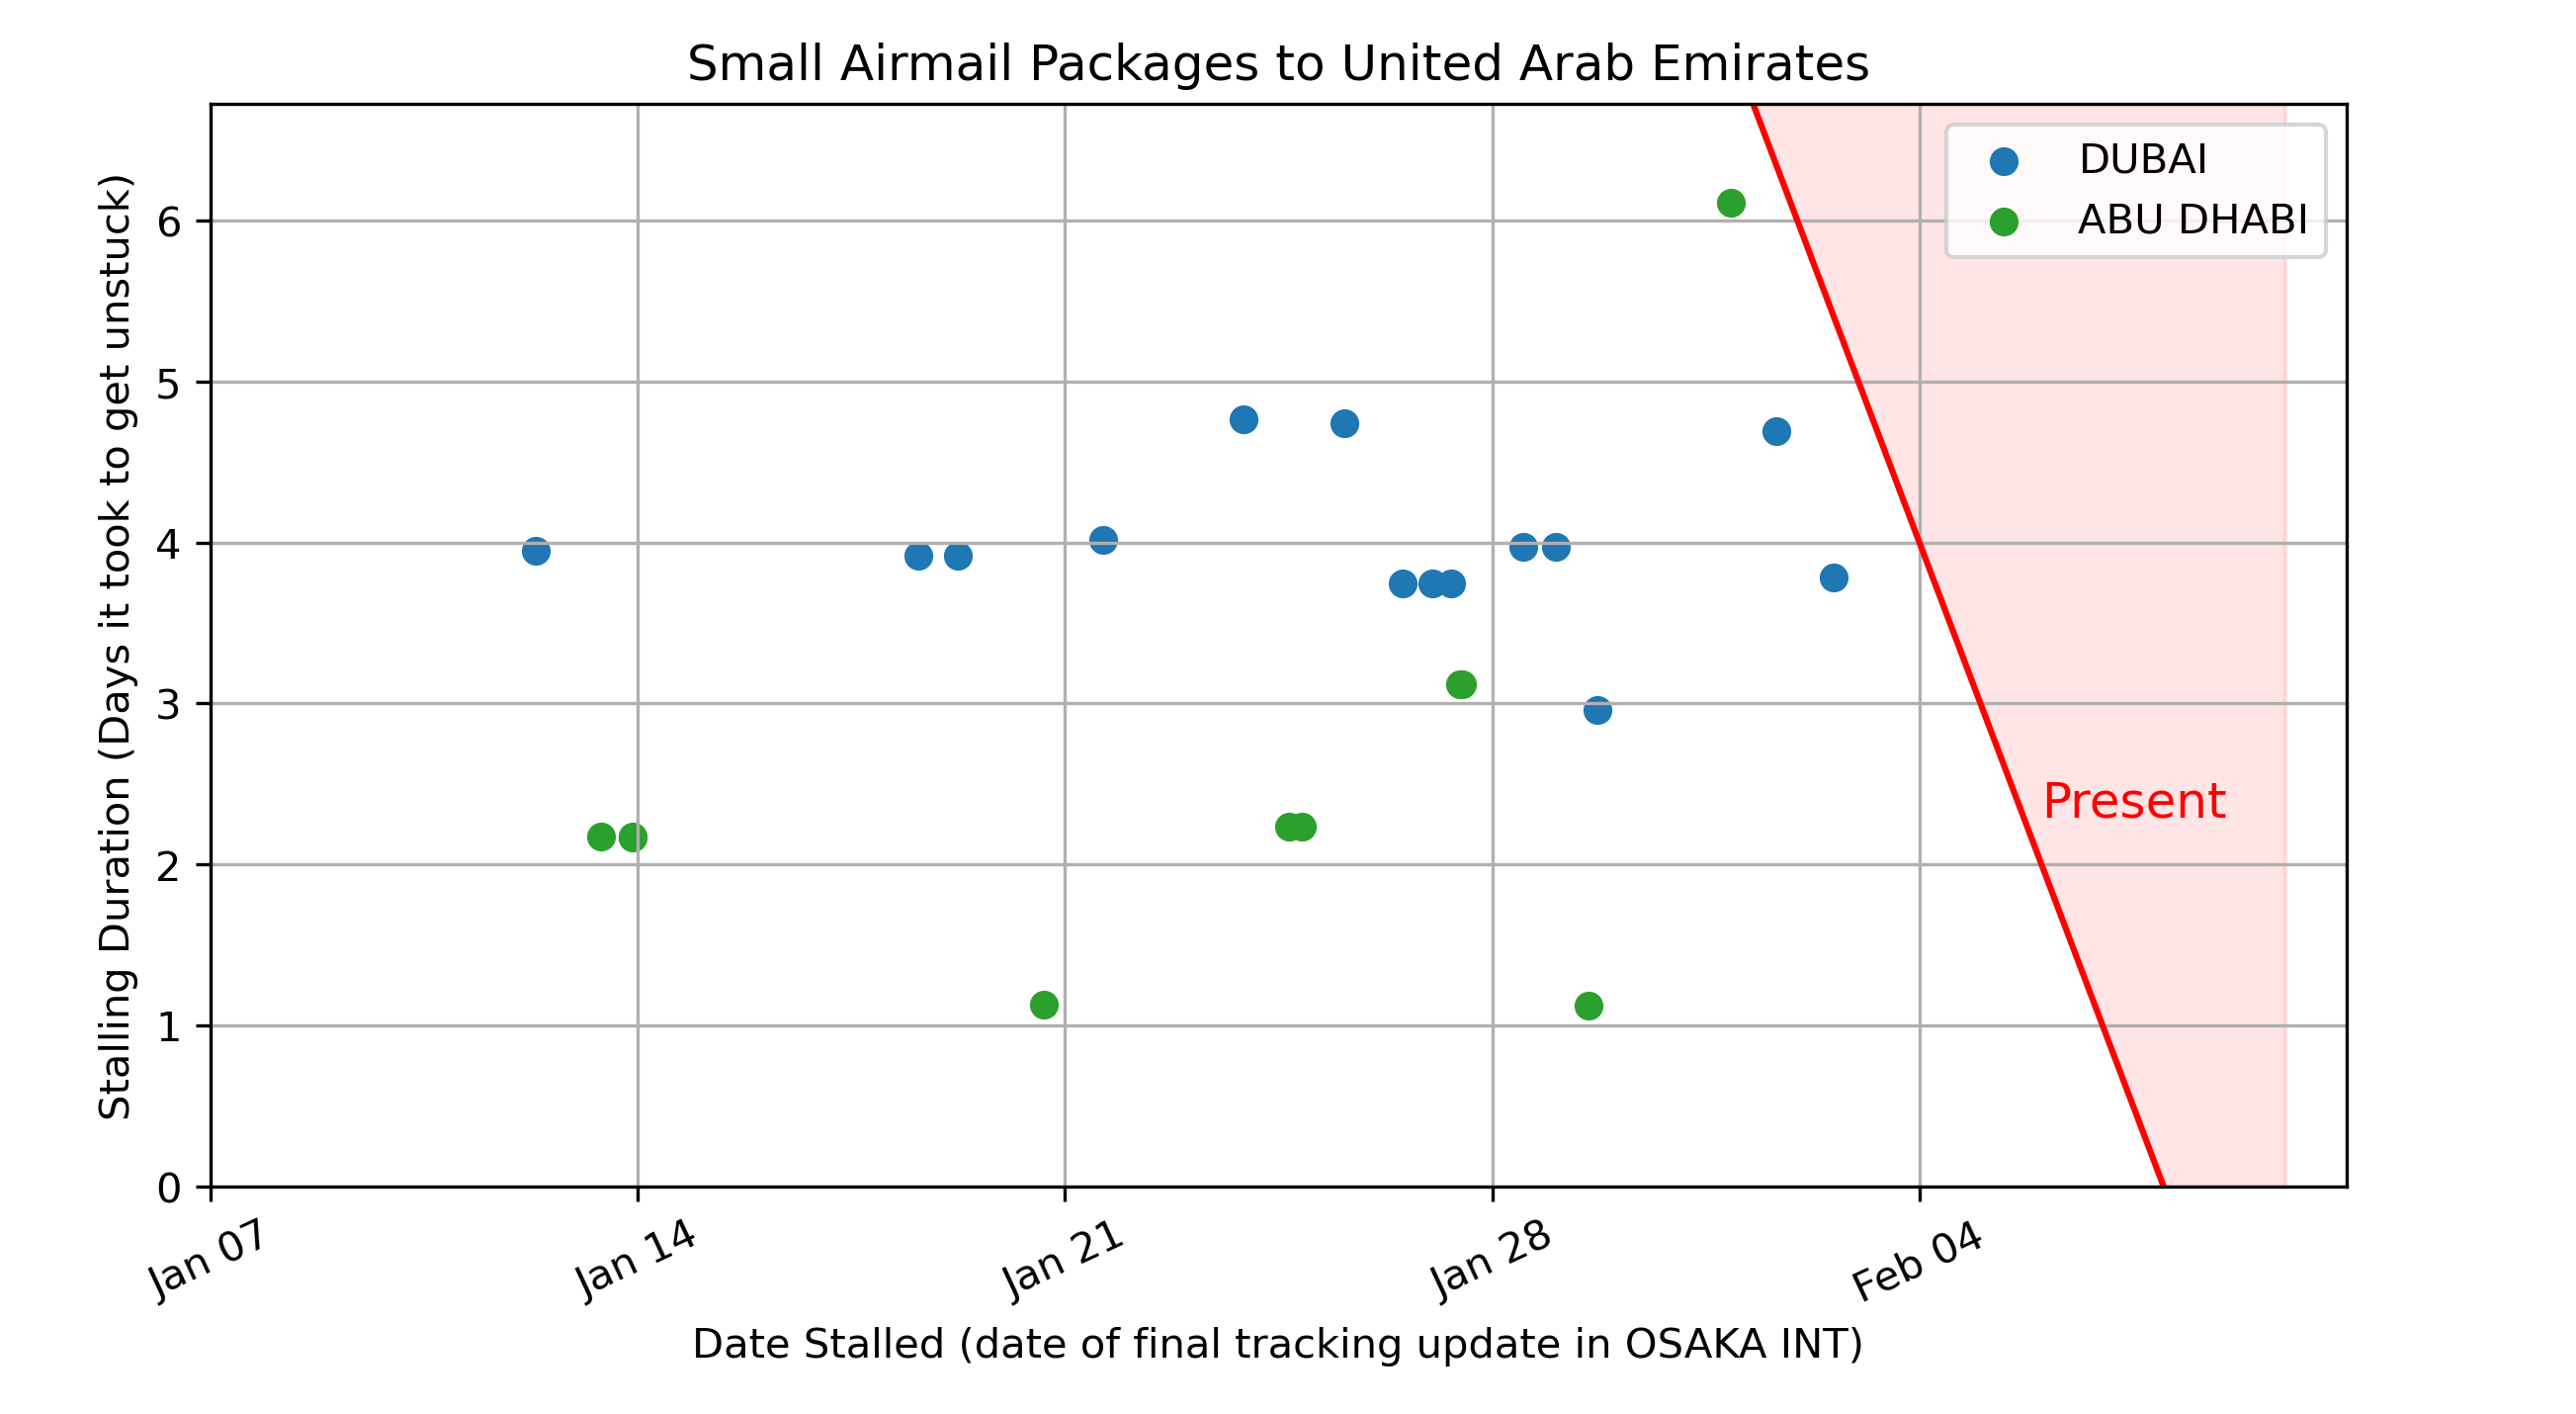 Small Airmail Packages to United Arab Emirates
Stalling Duration (Days it took to get unstuck)
6
5
4
3
2
1
0
DUBAI
ABU DHABI
Present
Jan 07
Jan 14
Jan 21
Jan 28
Feb 04
Date Stalled (date of final tracking update in OSAKA INT)